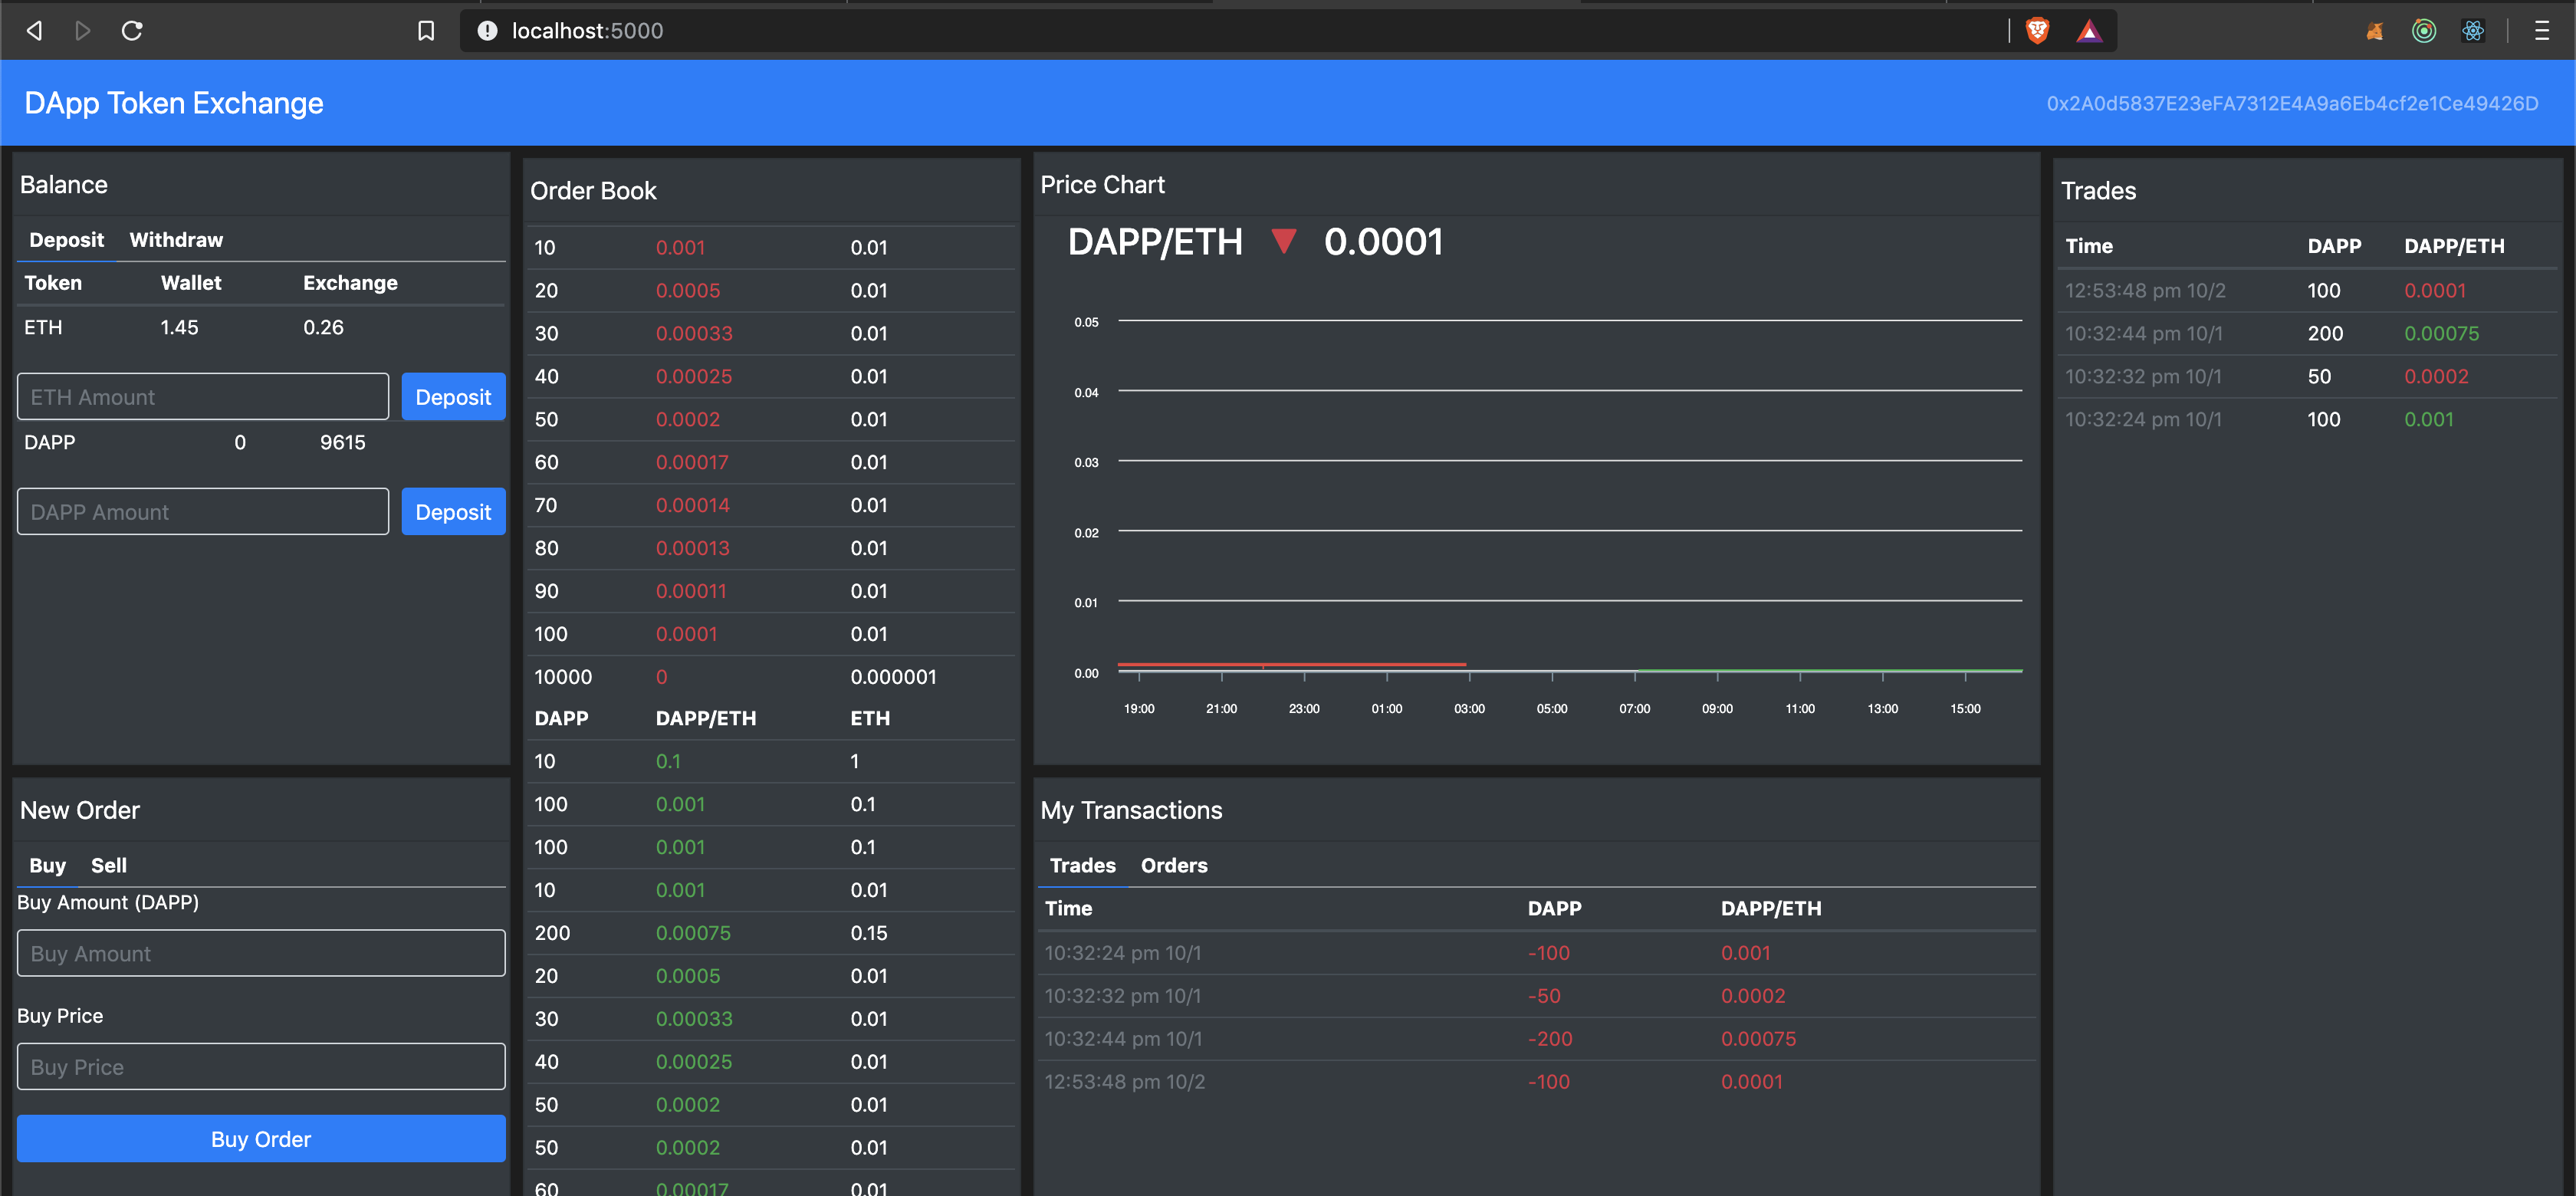 localhost:5000
DApp Token Exchange
0x2A0d5837E23eFA7312E4A9a6Eb4cf2e1Ce49426D
Balance
Deposit Withdraw
Token Wallet Exchange
ETH 1.45 0.26
ETH Amount Deposit
DAPP 0 9615
DAPP Amount Deposit
New Order
Buy Sell
Buy Amount (DAPP)
Buy Amount
Buy Price
Buy Price
Buy Order
Order Book
10 0.001 0.01
20 0.0005 0.01
30 0.00033 0.01
40 0.00025 0.01
50 0.0002 0.01
60 0.00017 0.01
70 0.00014 0.01
80 0.00013 0.01
90 0.00011 0.01
100 0.0001 0.01
10000 0 0.000001
DAPP DAPP/ETH ETH
10 0.1 1
100 0.001 0.1
100 0.001 0.1
10 0.001 0.01
200 0.00075 0.15
20 0.0005 0.01
30 0.00033 0.01
40 0.00025 0.01
50 0.0002 0.01
50 0.0002 0.01
60 0.00017 0.01
Price Chart
DAPP/ETH ▼ 0.0001
0.05
0.04
0.03
0.02
0.01
0.00
19:00 21:00 23:00 01:00 03:00 05:00 07:00 09:00 11:00 13:00 15:00
My Transactions
Trades Orders
Time DAPP DAPP/ETH
10:32:24 pm 10/1 -100 0.001
10:32:32 pm 10/1 -50 0.0002
10:32:44 pm 10/1 -200 0.00075
12:53:48 pm 10/2 -100 0.0001
Trades
Time DAPP DAPP/ETH
12:53:48 pm 10/2 100 0.0001
10:32:44 pm 10/1 200 0.00075
10:32:32 pm 10/1 50 0.0002
10:32:24 pm 10/1 100 0.001